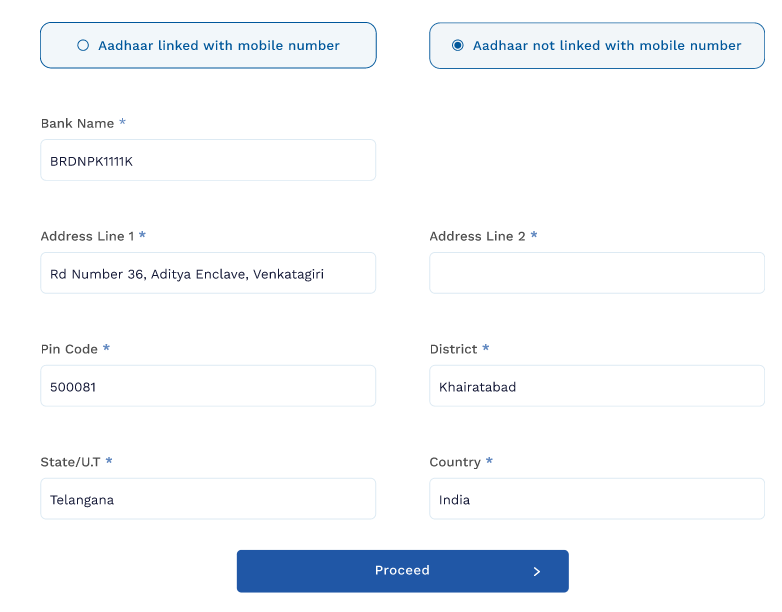 Aadhaar linked with mobile number
Aadhaar not linked with mobile number
Bank Name *
BRDNPK1111K
Address Line 1 *
Address Line 2 *
Rd Number 36, Aditya Enclave, Venkatagiri
Pin Code *
District *
500081
Khairatabad
State/U.T *
Country *
Telangana
India
Proceed >